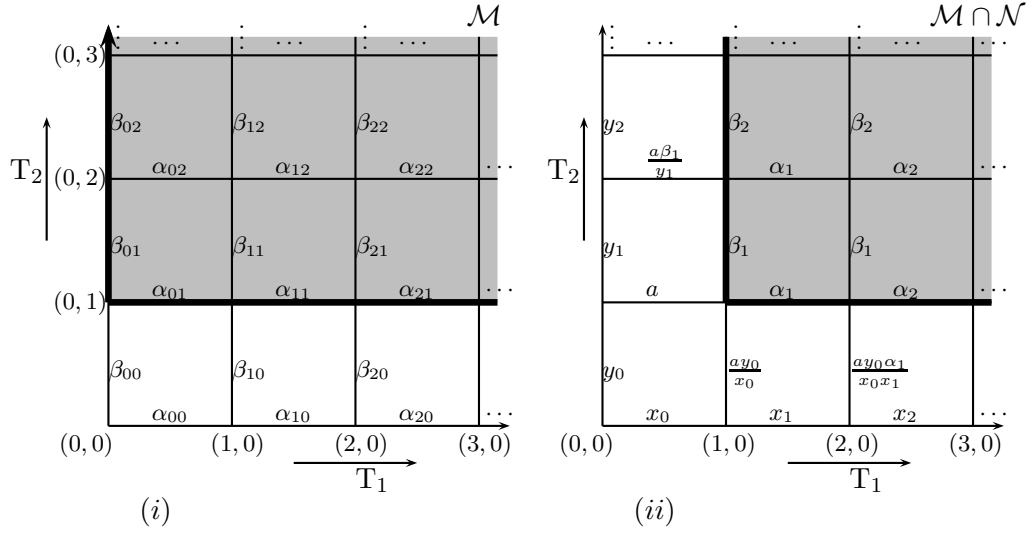 M M ∩ N
⋮ ⋯ ⋮ ⋯ ⋮ ⋯ ⋮ ⋯ ⋮ ⋯ ⋮ ⋯ ⋯
(0, 3)
β02 β12 β22 y2 β2 β2
T2 α02 α12 α22 ⋯ T2 aβ1/y1 α1 α2 ⋯
(0, 2)
β01 β11 β21 y1 β1 β1
α01 α11 α21 ⋯ a α1 α2 ⋯
(0, 1)
β00 β10 β20 y0 ay0/x0 ay0α1/x0x1
α00 α10 α20 ⋯ x0 x1 x2 ⋯
(0, 0) (1, 0) (2, 0) (3, 0) (0, 0) (1, 0) (2, 0) (3, 0)
T1 T1
(i) (ii)